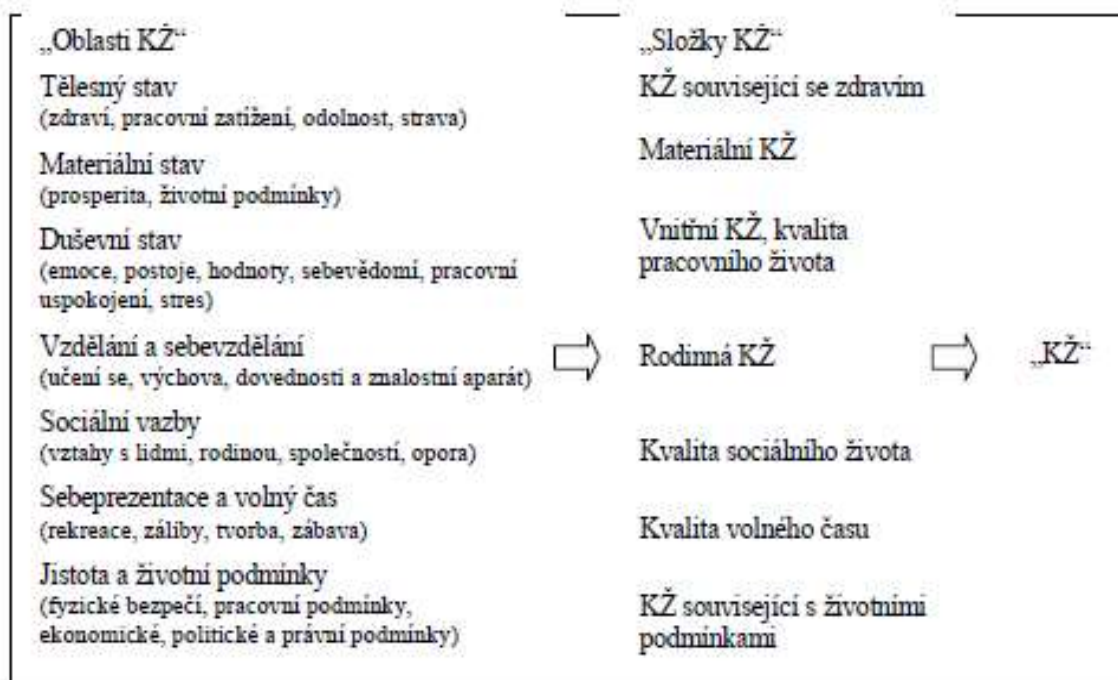 „Oblasti KŽ“
Tělesný stav
(zdraví, pracovní zatížení, odolnost, strava)
Materiální stav
(prosperita, životní podmínky)
Duševní stav
(emoce, postoje, hodnoty, sebevědomí, pracovní
uspokojení, stres)
Vzdělání a sebevzdělání
(učení se, výchova, dovednosti a znalostní aparát)
Sociální vazby
(vztahy s lidmi, rodinou, společností, opora)
Sebeprezentace a volný čas
(rekreace, záliby, tvorba, zábava)
Jistota a životní podmínky
(fyzické bezpečí, pracovní podmínky,
ekonomické, politické a právní podmínky)
„Složky KŽ“
KŽ související se zdravím
Materiální KŽ
Vnitřní KŽ, kvalita
pracovního života
Rodinná KŽ
Kvalita sociálního života
Kvalita volného času
KŽ související s životními
podmínkami
„KŽ“